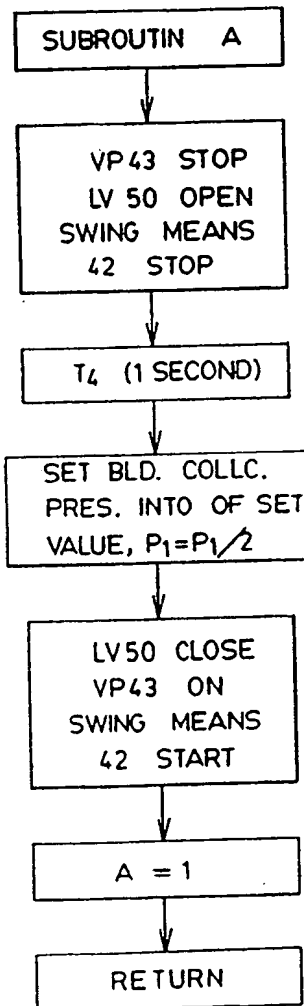 SUBROUTIN A
VP43 STOP
LV 50 OPEN
SWING MEANS
42 STOP
T4 (1 SECOND)
SET BLD. COLLC.
PRES. INTO OF SET
VALUE, P1=P1/2
LV50 CLOSE
VP43 ON
SWING MEANS
42 START
A = 1
RETURN